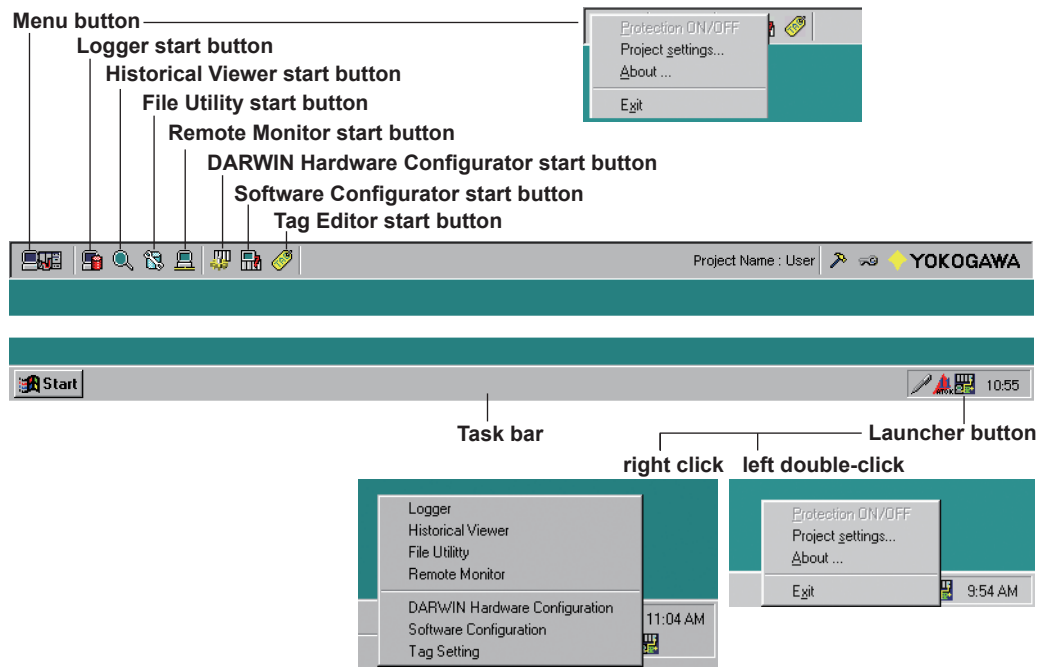 Menu button
Logger start button
Historical Viewer start button
File Utility start button
Remote Monitor start button
DARWIN Hardware Configurator start button
Software Configurator start button
Tag Editor start button
Protection ON/OFF
Project settings...
About ...
Exit
Project Name : User
YOKOGAWA
Start
10:55
Task bar
Launcher button
right click
left double-click
Logger
Historical Viewer
File Utilitty
Remote Monitor
DARWIN Hardware Configuration
Software Configuration
Tag Setting
11:04 AM
Protection ON/OFF
Project settings...
About ...
Exit
9:54 AM